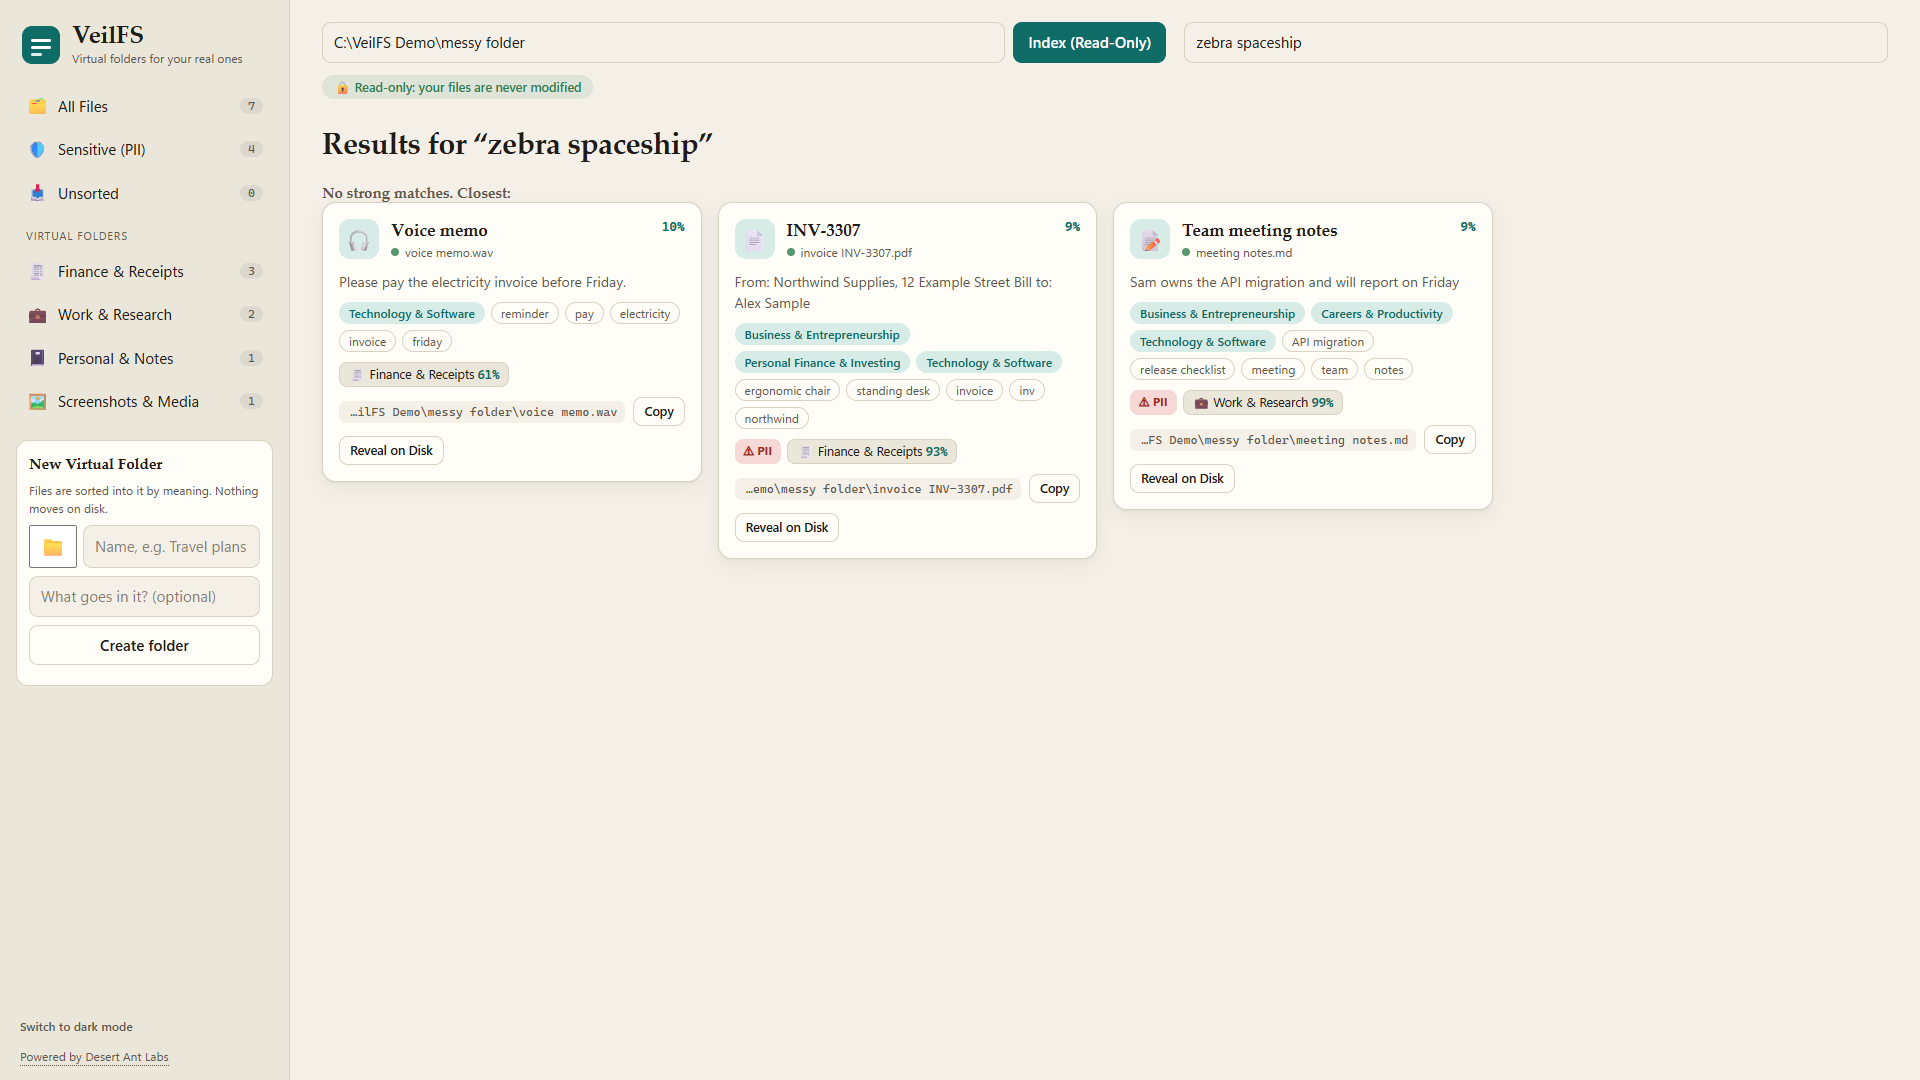 VeilFS
Virtual folders for your real ones
All Files 7
Sensitive (PII) 4
Unsorted 0
VIRTUAL FOLDERS
Finance & Receipts 3
Work & Research 2
Personal & Notes 1
Screenshots & Media 1
New Virtual Folder
Files are sorted into it by meaning. Nothing
moves on disk.
Name, e.g. Travel plans
What goes in it? (optional)
Create folder
Switch to dark mode
Powered by Desert Ant Labs
C:\VeilFS Demo\messy folder
Index (Read-Only)
zebra spaceship
Read-only: your files are never modified
Results for “zebra spaceship”
No strong matches. Closest:
Voice memo 10%
voice memo.wav
Please pay the electricity invoice before Friday.
Technology & Software reminder pay electricity
invoice friday
Finance & Receipts 61%
…ilFS Demo\messy folder\voice memo.wav Copy
Reveal on Disk
INV-3307 9%
invoice INV-3307.pdf
From: Northwind Supplies, 12 Example Street Bill to:
Alex Sample
Business & Entrepreneurship
Personal Finance & Investing Technology & Software
ergonomic chair standing desk invoice inv
northwind
PII Finance & Receipts 93%
…emo\messy folder\invoice INV-3307.pdf Copy
Reveal on Disk
Team meeting notes 9%
meeting notes.md
Sam owns the API migration and will report on Friday
Business & Entrepreneurship Careers & Productivity
Technology & Software API migration
release checklist meeting team notes
PII Work & Research 99%
…FS Demo\messy folder\meeting notes.md Copy
Reveal on Disk